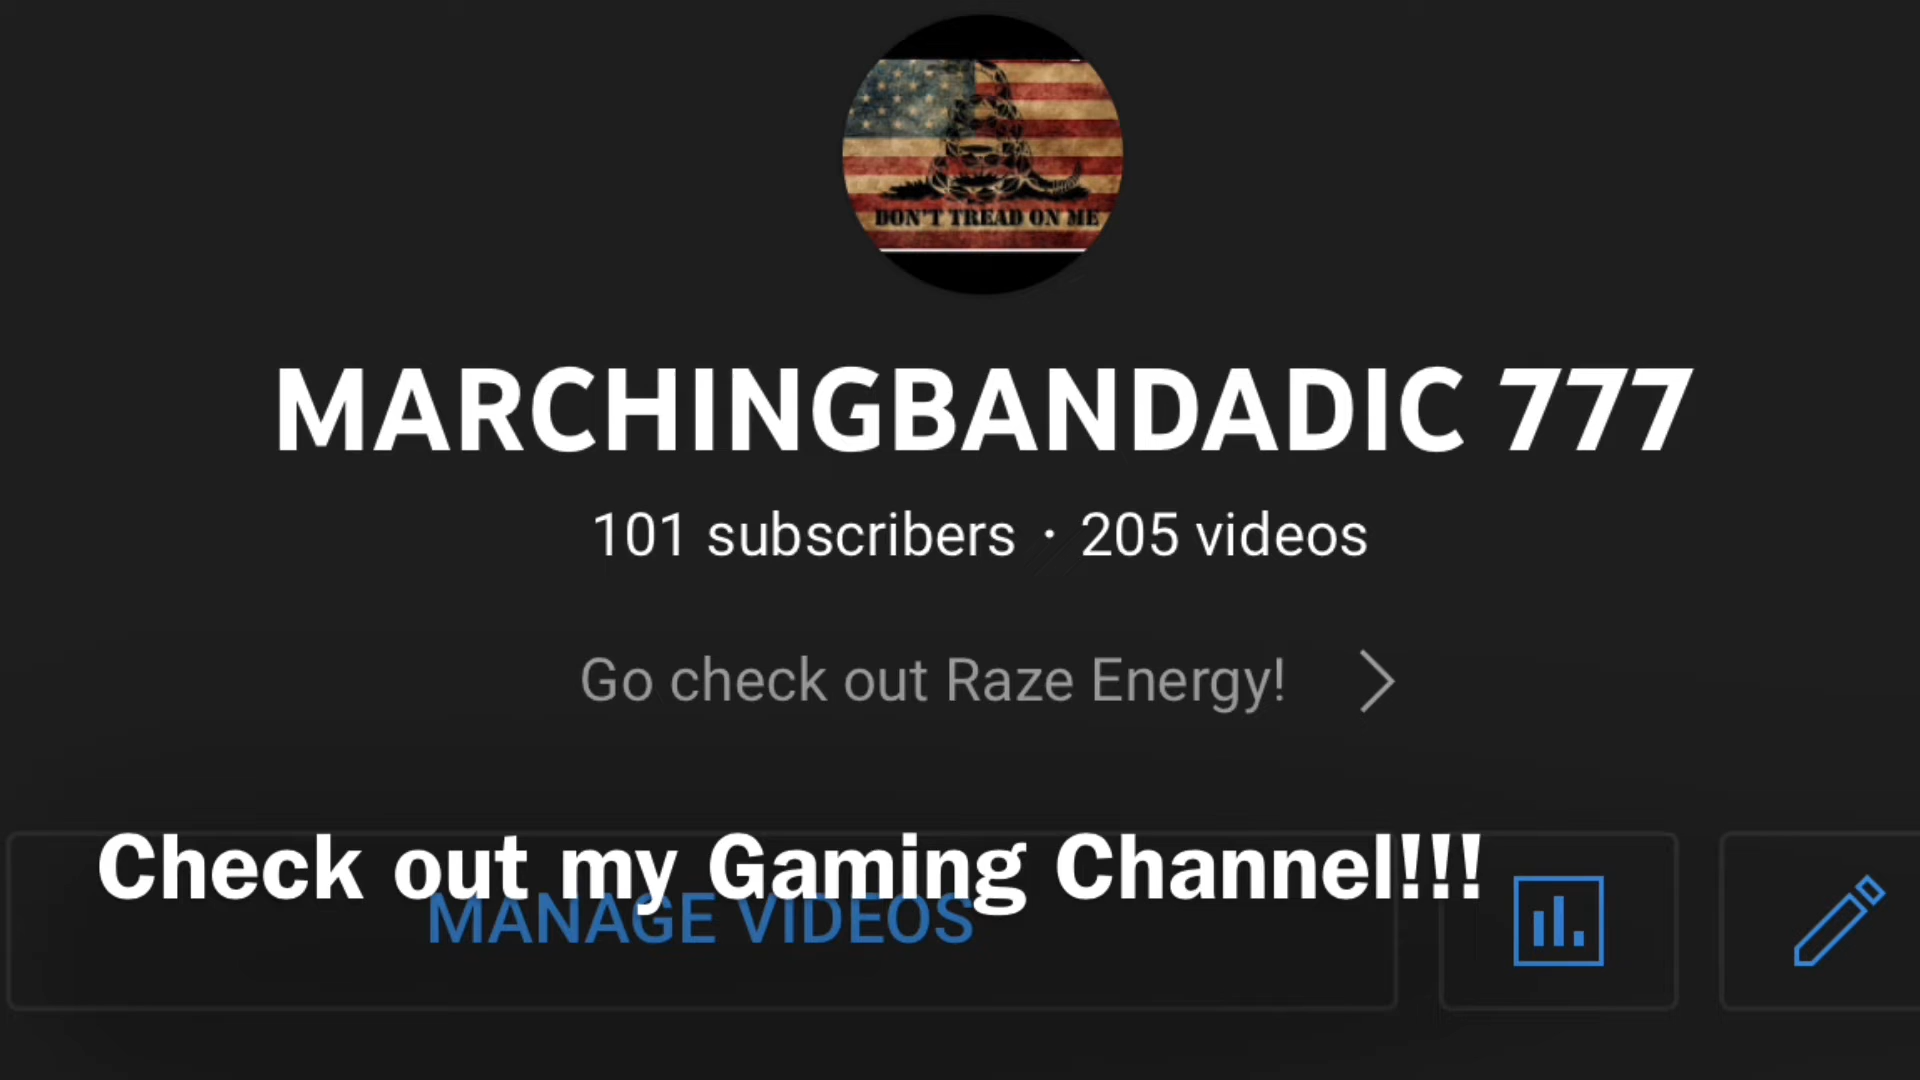 DON'T TREAD ON ME
MARCHINGBANDADIC 777
101 subscribers · 205 videos
Go check out Raze Energy!
Check out my Gaming Channel!!!
MANAGE VIDEOS